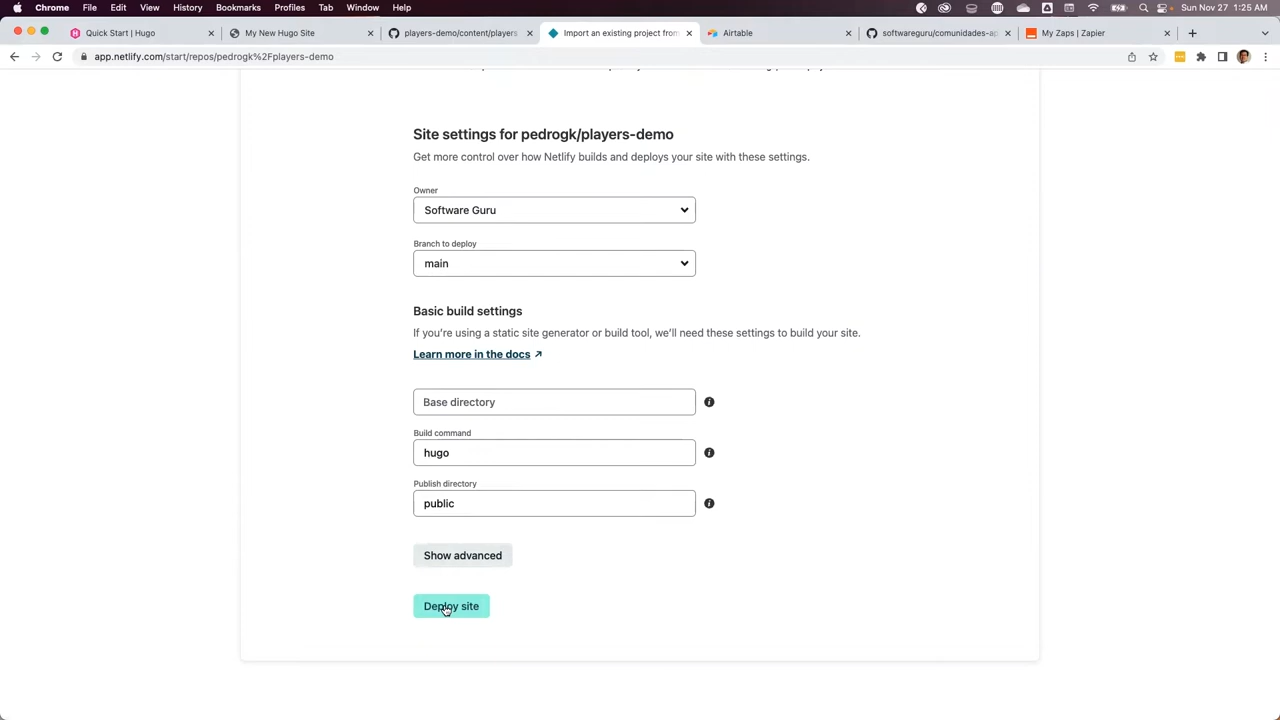 Chrome File Edit View History Bookmarks Profiles Tab Window Help Sun Nov 27 1:25 AM
Quick Start | Hugo My New Hugo Site players-demo/content/players Import an existing project from Airtable softwareguru/comunidades-ap My Zaps | Zapier
app.netlify.com/start/repos/pedrogk%2Fplayers-demo
Site settings for pedrogk/players-demo
Get more control over how Netlify builds and deploys your site with these settings.
Owner
Software Guru
Branch to deploy
main
Basic build settings
If you're using a static site generator or build tool, we'll need these settings to build your site.
Learn more in the docs ↗
Base directory
Build command
hugo
Publish directory
public
Show advanced
Deploy site